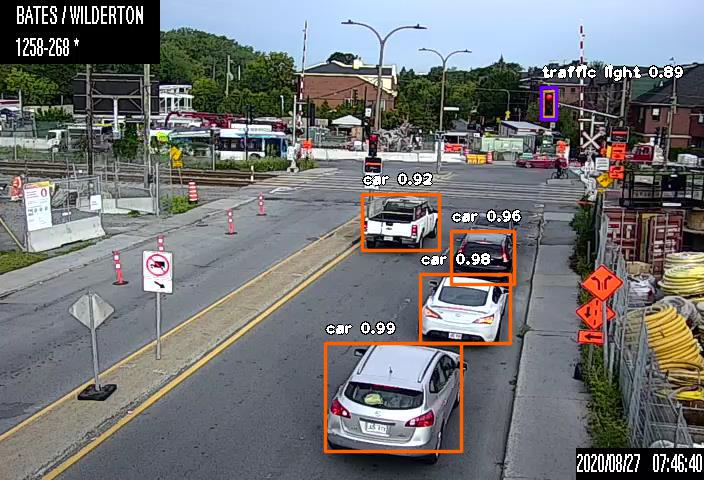 BATES / WILDERTON
1258-268 *
traffic light 0.89
car 0.92
car 0.96
car 0.98
car 0.99
2020/08/27 07:46:40